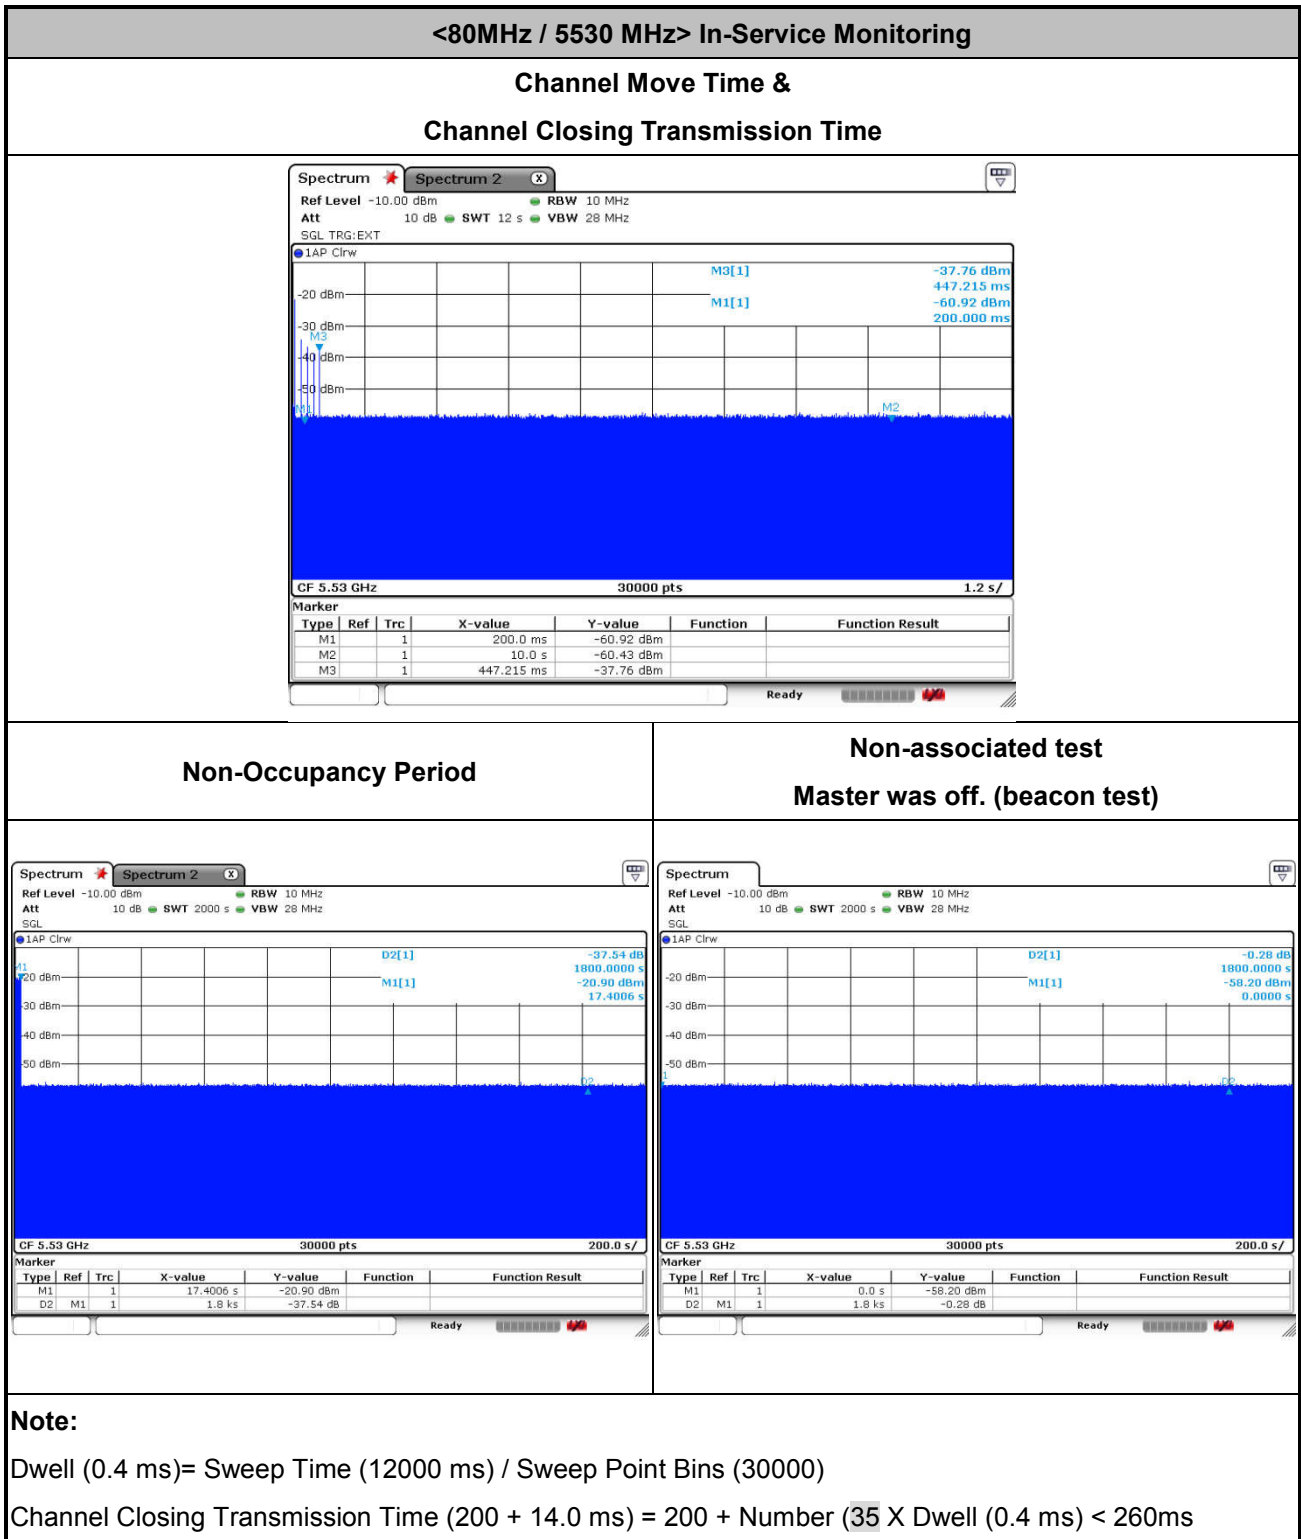 <80MHz / 5530 MHz> In-Service Monitoring
Channel Move Time &
Channel Closing Transmission Time
Spectrum Spectrum 2 X
Ref Level -10.00 dBm RBW 10 MHz
Att 10 dB SWT 12 s VBW 28 MHz
SGL TRG:EXT
1AP Clrw
M3[1] -37.76 dBm
447.215 ms
-20 dBm
M1[1] -60.92 dBm
200.000 ms
-30 dBm
M3
-40 dBm
-50 dBm
M1 M2
CF 5.53 GHz 30000 pts 1.2 s/
Marker
Type Ref Trc X-value Y-value Function Function Result
M1 1 200.0 ms -60.92 dBm
M2 1 10.0 s -60.43 dBm
M3 1 447.215 ms -37.76 dBm
Ready
Non-Occupancy Period
Non-associated test
Master was off. (beacon test)
Spectrum Spectrum 2 X
Ref Level -10.00 dBm RBW 10 MHz
Att 10 dB SWT 2000 s VBW 28 MHz
SGL
1AP Clrw
D2[1] -37.54 dB
1800.0000 s
M1
-20 dBm
M1[1] -20.90 dBm
17.4006 s
-30 dBm
-40 dBm
-50 dBm
D2
CF 5.53 GHz 30000 pts 200.0 s/
Marker
Type Ref Trc X-value Y-value Function Function Result
M1 1 17.4006 s -20.90 dBm
D2 M1 1 1.8 ks -37.54 dB
Ready
Spectrum
Ref Level -10.00 dBm RBW 10 MHz
Att 10 dB SWT 2000 s VBW 28 MHz
SGL
1AP Clrw
D2[1] -0.28 dB
1800.0000 s
-20 dBm
M1[1] -58.20 dBm
0.0000 s
-30 dBm
-40 dBm
-50 dBm
1 D2
CF 5.53 GHz 30000 pts 200.0 s/
Marker
Type Ref Trc X-value Y-value Function Function Result
M1 1 0.0 s -58.20 dBm
D2 M1 1 1.8 ks -0.28 dB
Ready
Note:
Dwell (0.4 ms)= Sweep Time (12000 ms) / Sweep Point Bins (30000)
Channel Closing Transmission Time (200 + 14.0 ms) = 200 + Number (35 X Dwell (0.4 ms) < 260ms